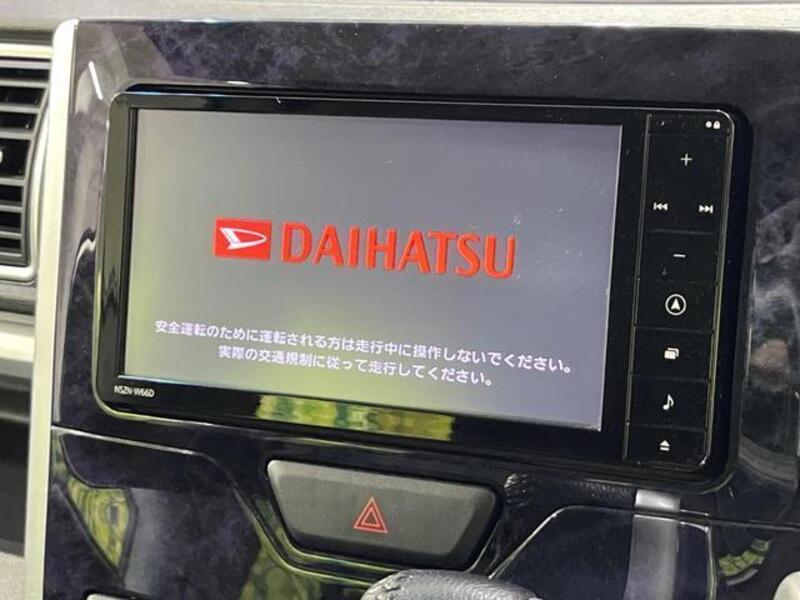 DAIHATSU
安全運転のために運転される方は走行中に操作しないでください。
実際の交通規制に従って走行してください。
NSZN-W66D